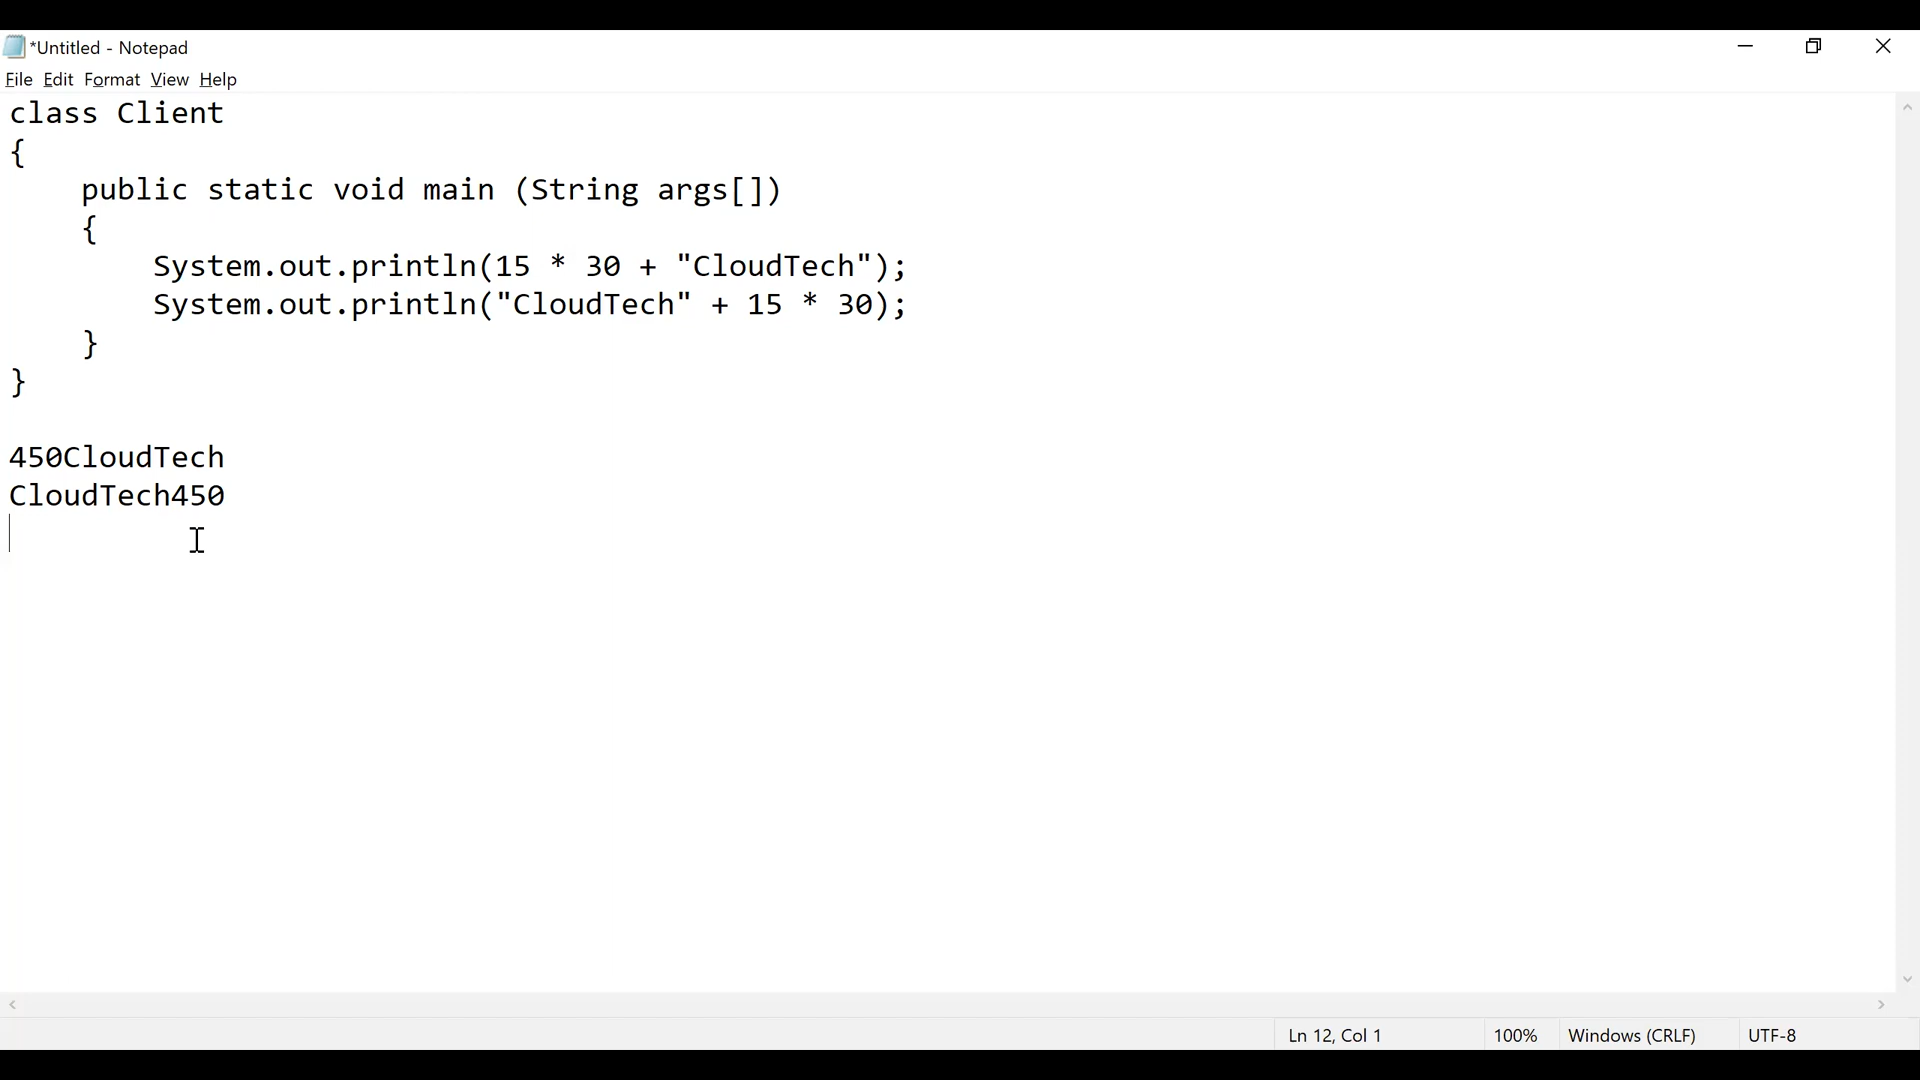 *Untitled - Notepad
File Edit Format View Help
class Client
{
    public static void main (String args[])
    {
        System.out.println(15 * 30 + "CloudTech");
        System.out.println("CloudTech" + 15 * 30);
    }
}

450CloudTech
CloudTech450
Ln 12, Col 1 100% Windows (CRLF) UTF-8